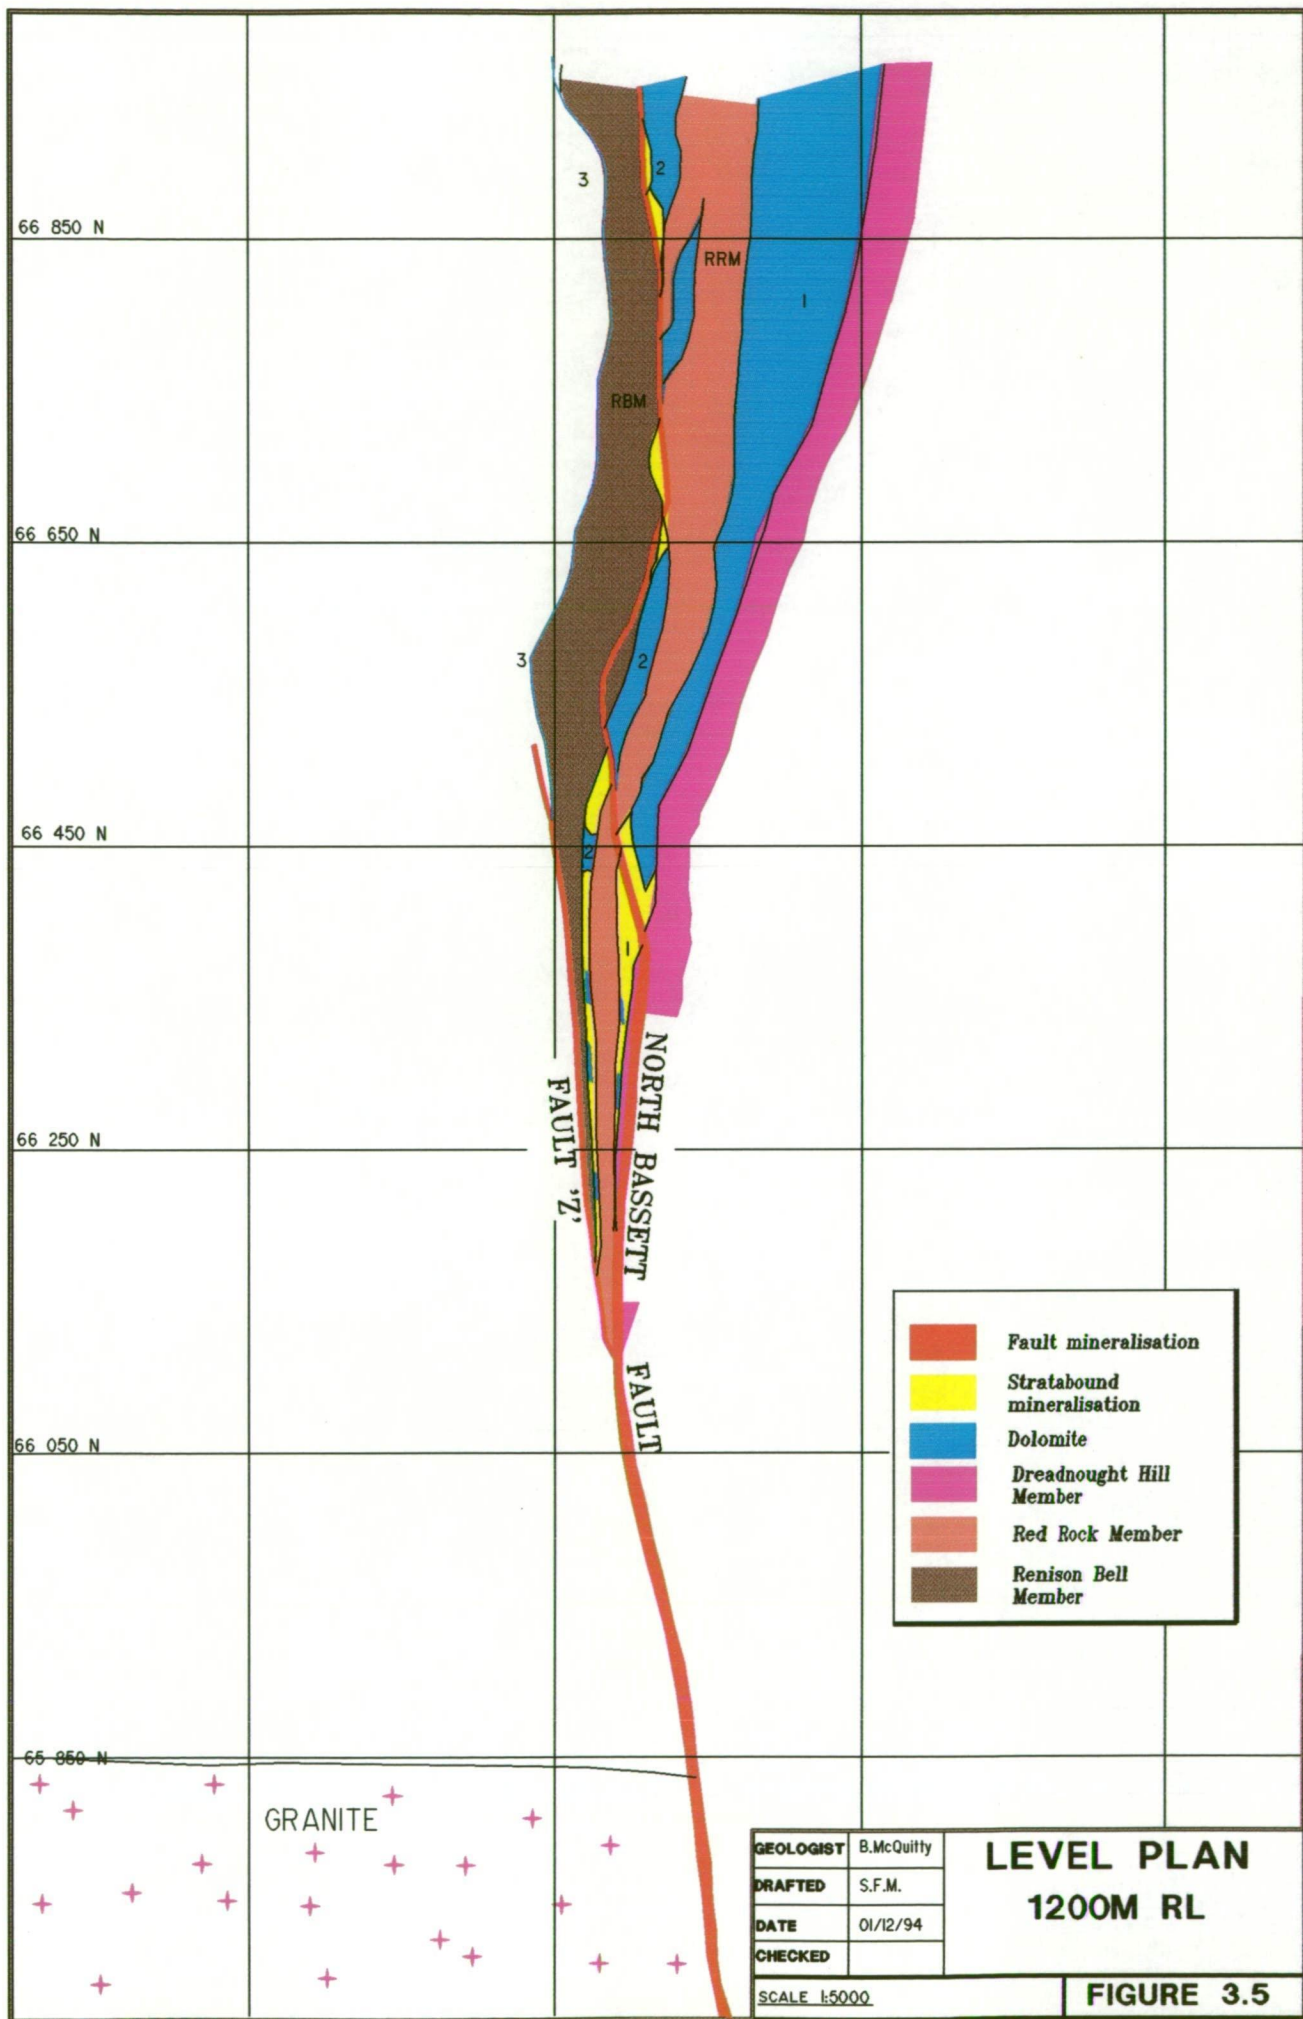 3
2
66 850 N
RRM
1
RBM
66 650 N
3
2
66 450 N
2
1
NORTH BASSETT FAULT
FAULT 'Z'
66 250 N
66 050 N
Fault mineralisation
Stratabound
mineralisation
Dolomite
Dreadnought Hill
Member
Red Rock Member
Renison Bell
Member
65 850 N
GRANITE
GEOLOGIST B.McQuitty
DRAFTED S.F.M.
DATE 01/12/94
CHECKED
LEVEL PLAN
1200M RL
SCALE 1:5000
FIGURE 3.5